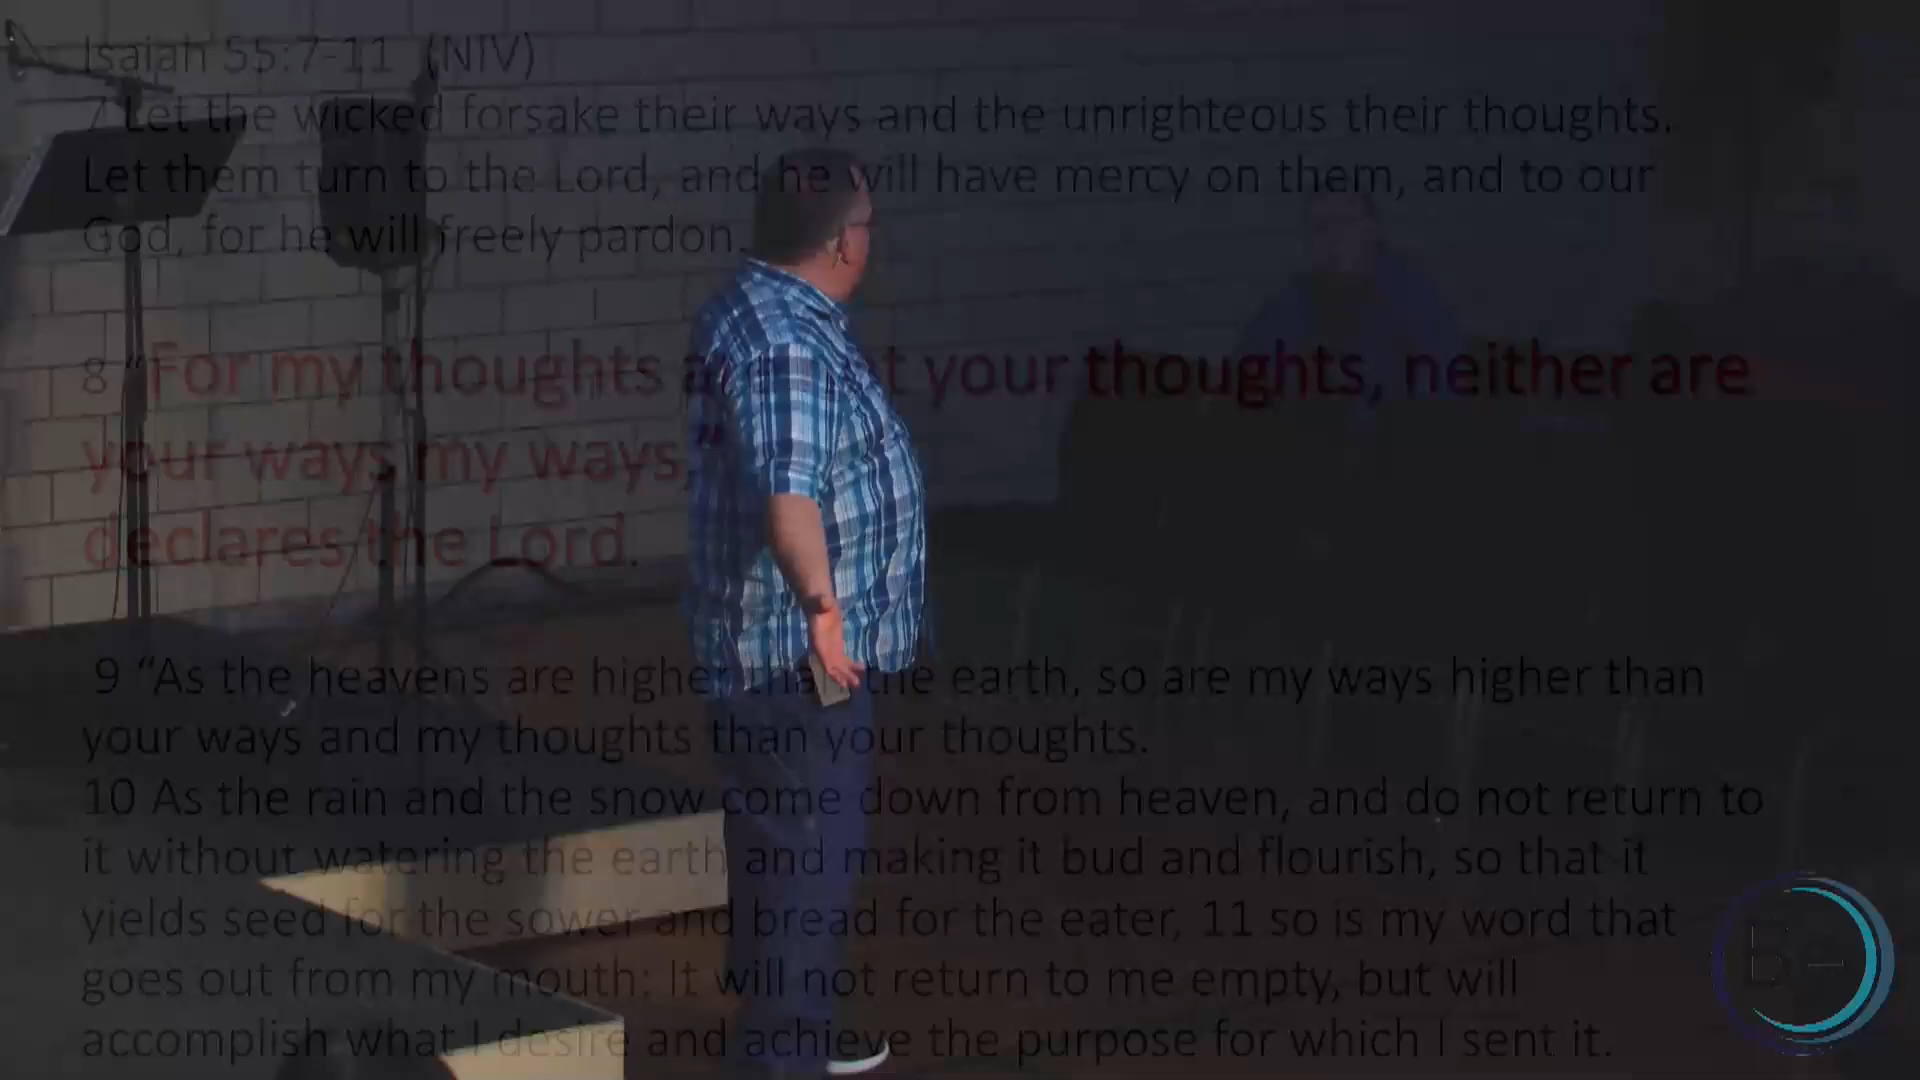 Isaiah 55:7-11 (NIV)
7 Let the wicked forsake their ways and the unrighteous their thoughts.
Let them turn to the Lord, and he will have mercy on them, and to our
God, for he will freely pardon.
8 “For my thoughts are not your thoughts, neither are
your ways my ways,”
declares the Lord.
9 “As the heavens are higher than the earth, so are my ways higher than
your ways and my thoughts than your thoughts.
10 As the rain and the snow come down from heaven, and do not return to
it without watering the earth and making it bud and flourish, so that it
yields seed for the sower and bread for the eater, 11 so is my word that
goes out from my mouth: It will not return to me empty, but will
accomplish what I desire and achieve the purpose for which I sent it.